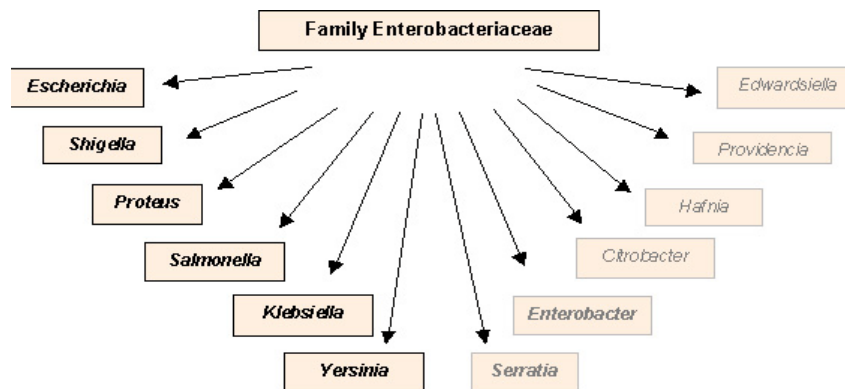 Family Enterobacteriaceae
Escherichia
Edwardsiella
Shigella
Providencia
Proteus
Hafnia
Salmonella
Citrobacter
Klebsiella
Enterobacter
Yersinia
Serratia